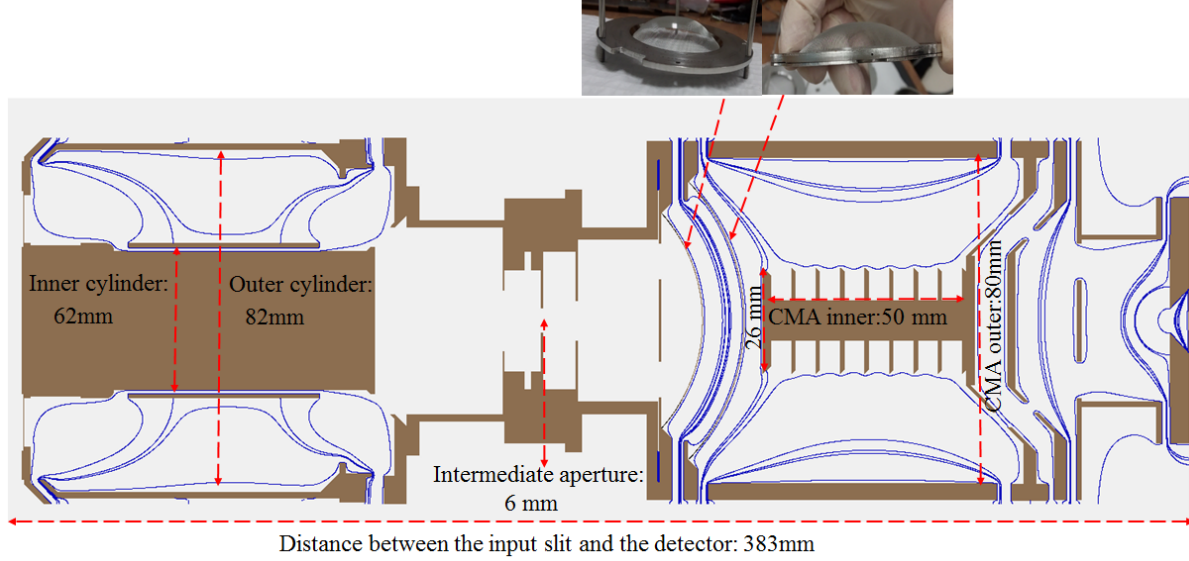 Inner cylinder:
62mm
Outer cylinder:
82mm
26 mm
CMA inner:50 mm
CMA outer:80mm
Intermediate aperture:
6 mm
Distance between the input slit and the detector: 383mm